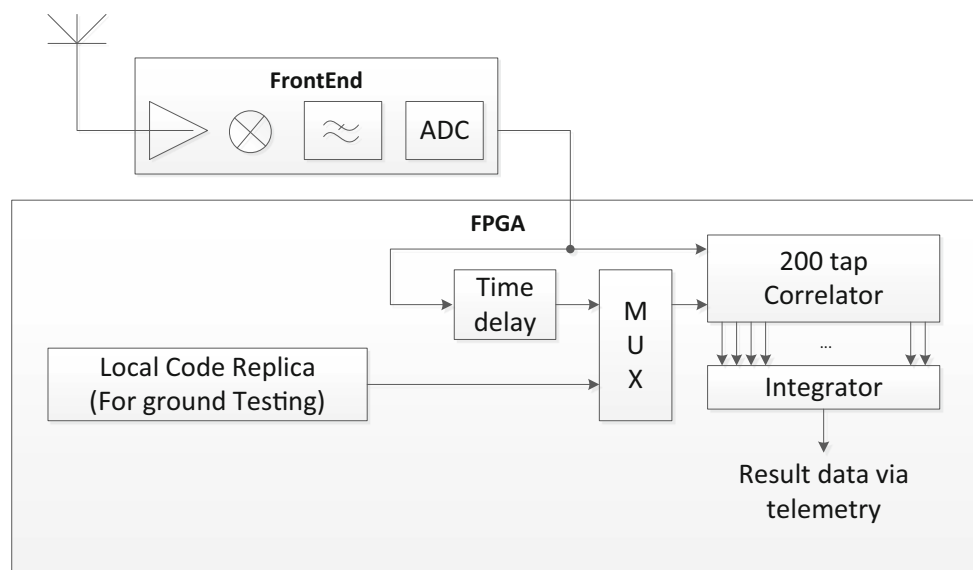 FrontEnd
ADC
FPGA
200 tap
Correlator
Time
delay
M
U
X
...
Local Code Replica
(For ground Testing)
Integrator
Result data via
telemetry